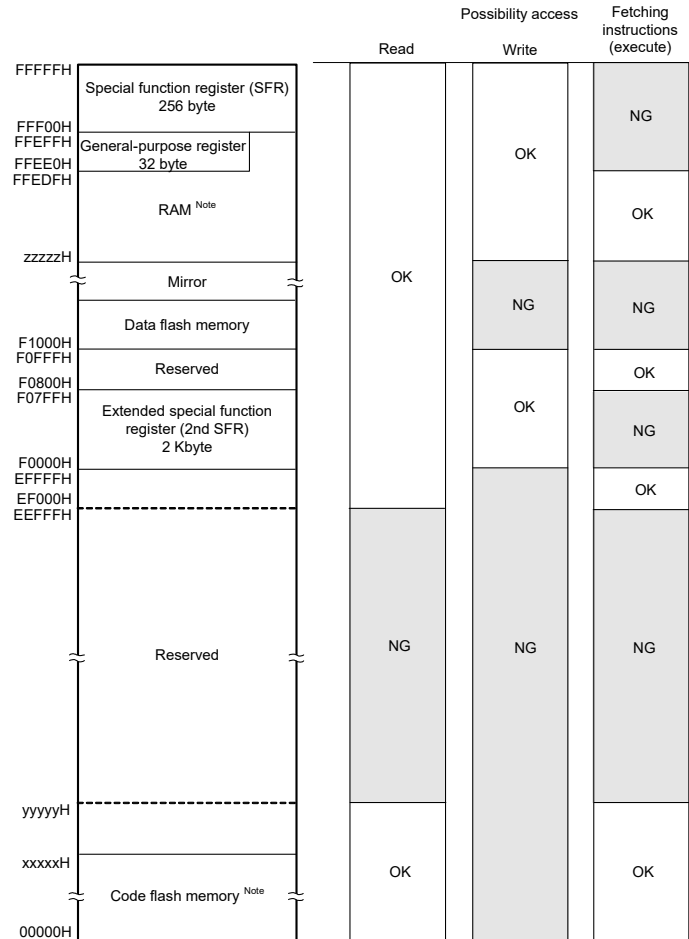 Possibility access
Read
Write
Fetching
instructions
(execute)
FFFFFH
Special function register (SFR)
256 byte
FFF00H
FFEFFH
General-purpose register
32 byte
FFEE0H
FFEDFH
RAM Note
zzzzzH
Mirror
Data flash memory
F1000H
F0FFFH
Reserved
F0800H
F07FFH
Extended special function
register (2nd SFR)
2 Kbyte
F0000H
EFFFFH
EF000H
EEFFFH
Reserved
yyyyyH
xxxxxH
Code flash memory Note
00000H
OK
NG
OK
OK
NG
OK
NG
NG
OK
NG
OK
NG
OK
NG
OK